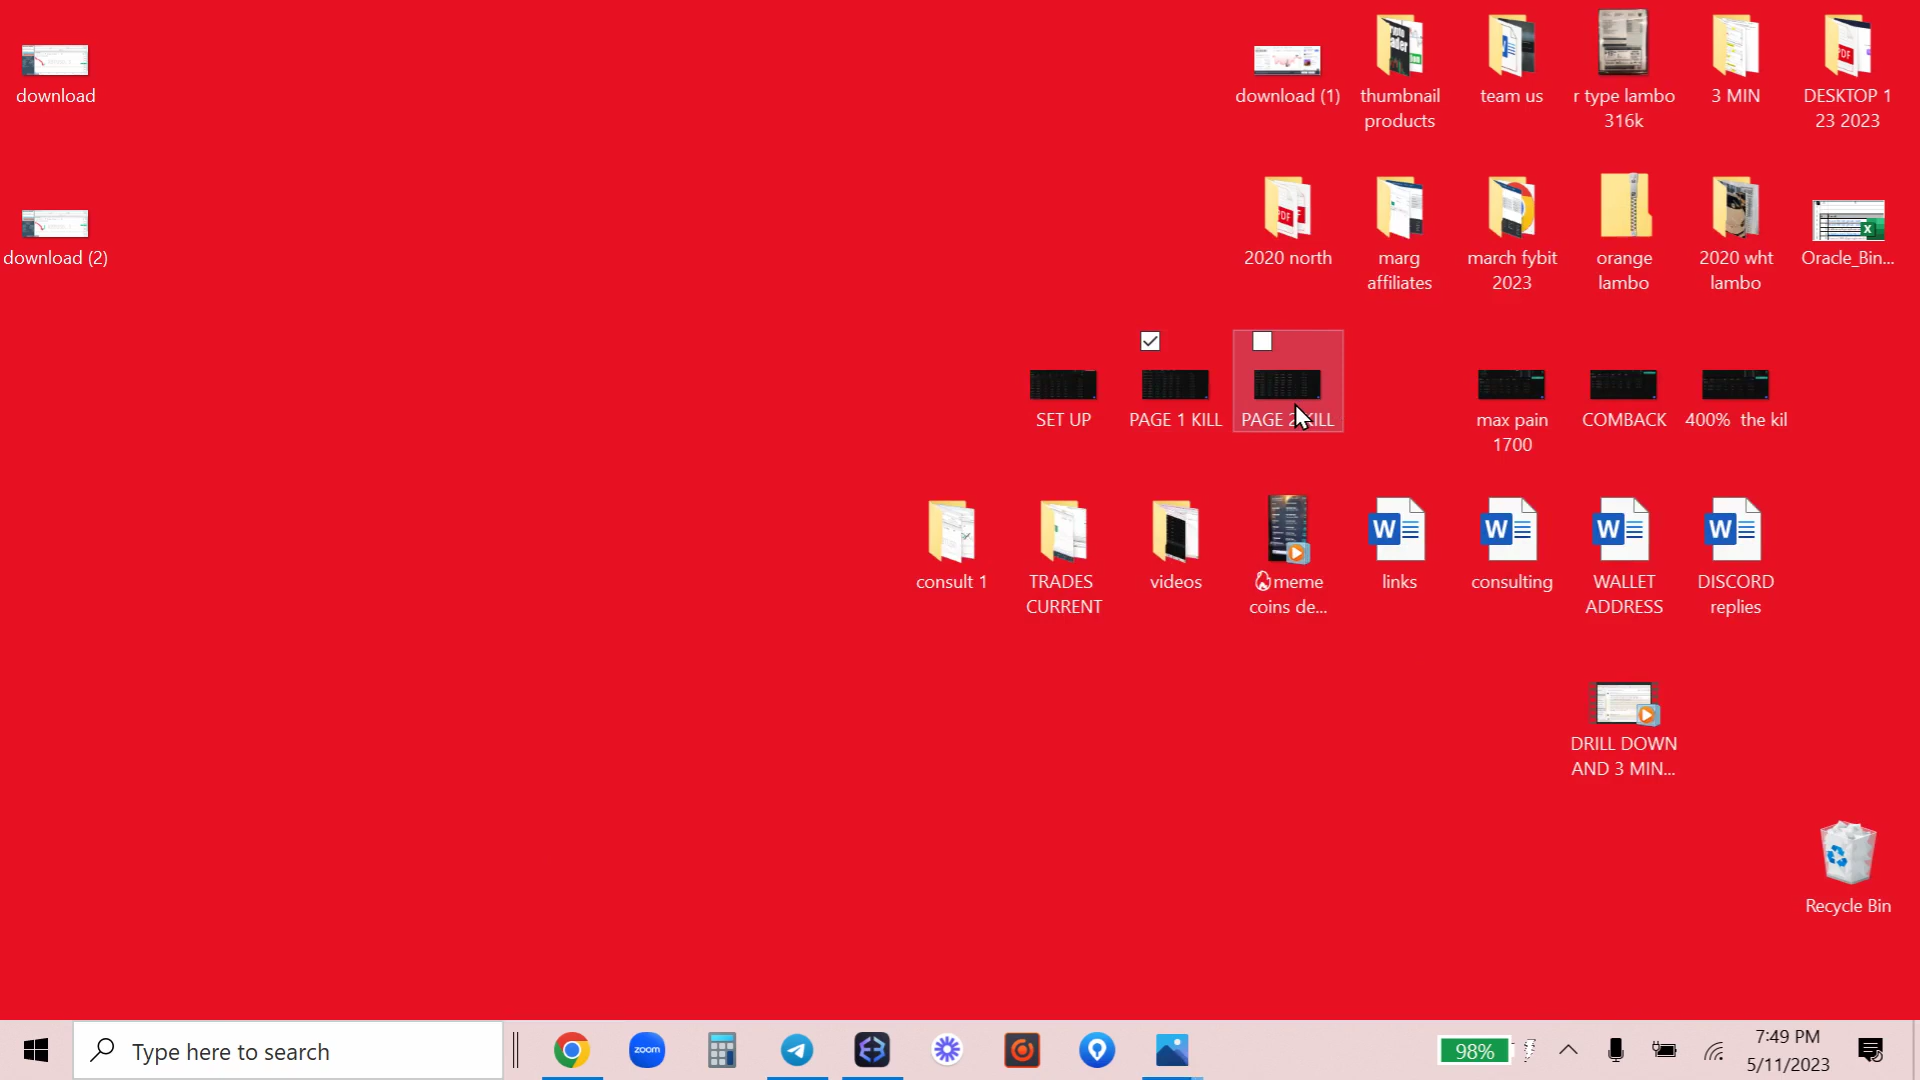 download
download (1)
thumbnail
products
team us
r type lambo
316k
3 MIN
DESKTOP 1
23 2023
download (2)
2020 north
marg
affiliates
march fybit
2023
orange
lambo
2020 wht
lambo
Oracle_Bin...
SET UP
PAGE 1 KILL
PAGE 2 KILL
max pain
1700
COMBACK
400% the kil
consult 1
TRADES
CURRENT
videos
meme
coins de...
links
consulting
WALLET
ADDRESS
DISCORD
replies
DRILL DOWN
AND 3 MIN...
Recycle Bin
Type here to search
zoom
98%
7:49 PM
5/11/2023